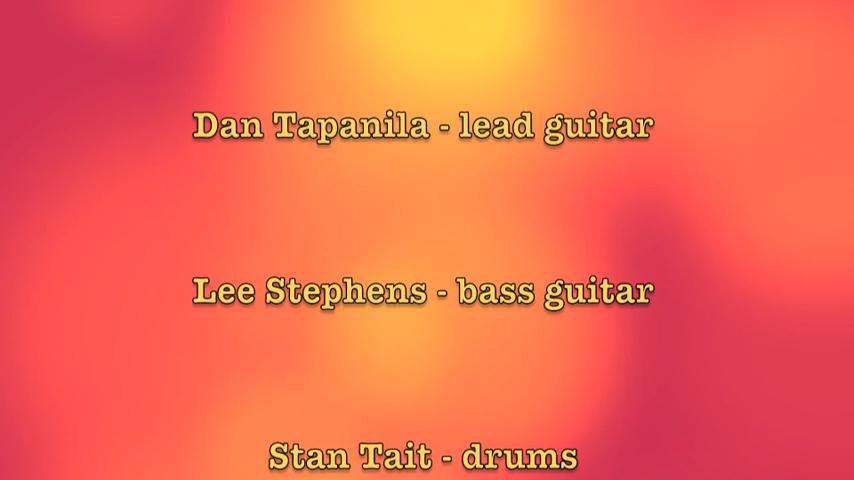 Dan Tapanila - lead guitar
Lee Stephens - bass guitar
Stan Tait - drums